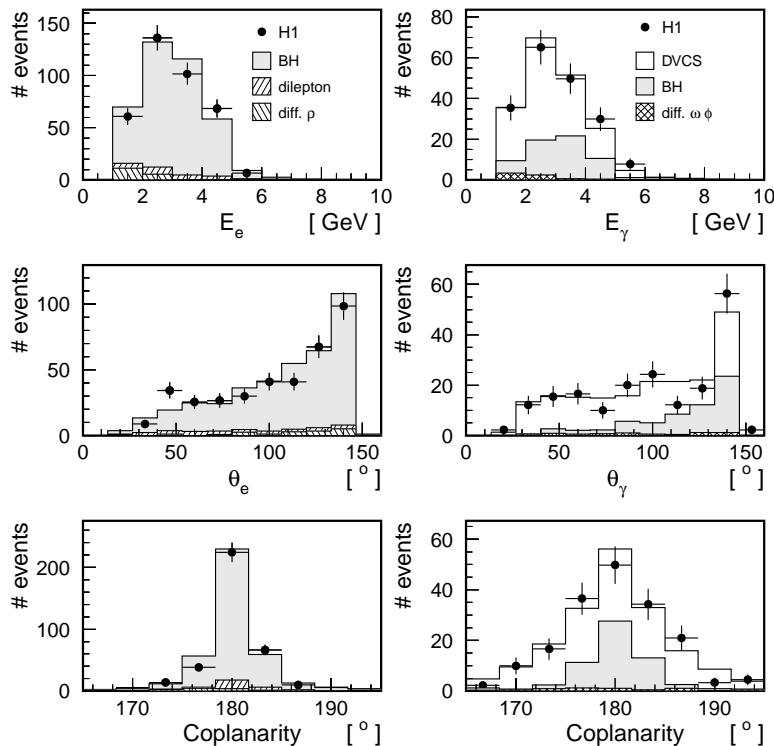 # events
150
100
50
0
H1
BH
dilepton
diff. ρ
0 2 4 6 8 10
E_e [ GeV ]
# events
80
60
40
20
0
H1
DVCS
BH
diff. ω φ
0 2 4 6 8 10
E_γ [ GeV ]
# events
100
50
0
0 50 100 150
θ_e [ ° ]
# events
60
40
20
0
0 50 100 150
θ_γ [ ° ]
# events
200
100
0
170 180 190
Coplanarity [ ° ]
# events
60
40
20
0
170 180 190
Coplanarity [ ° ]